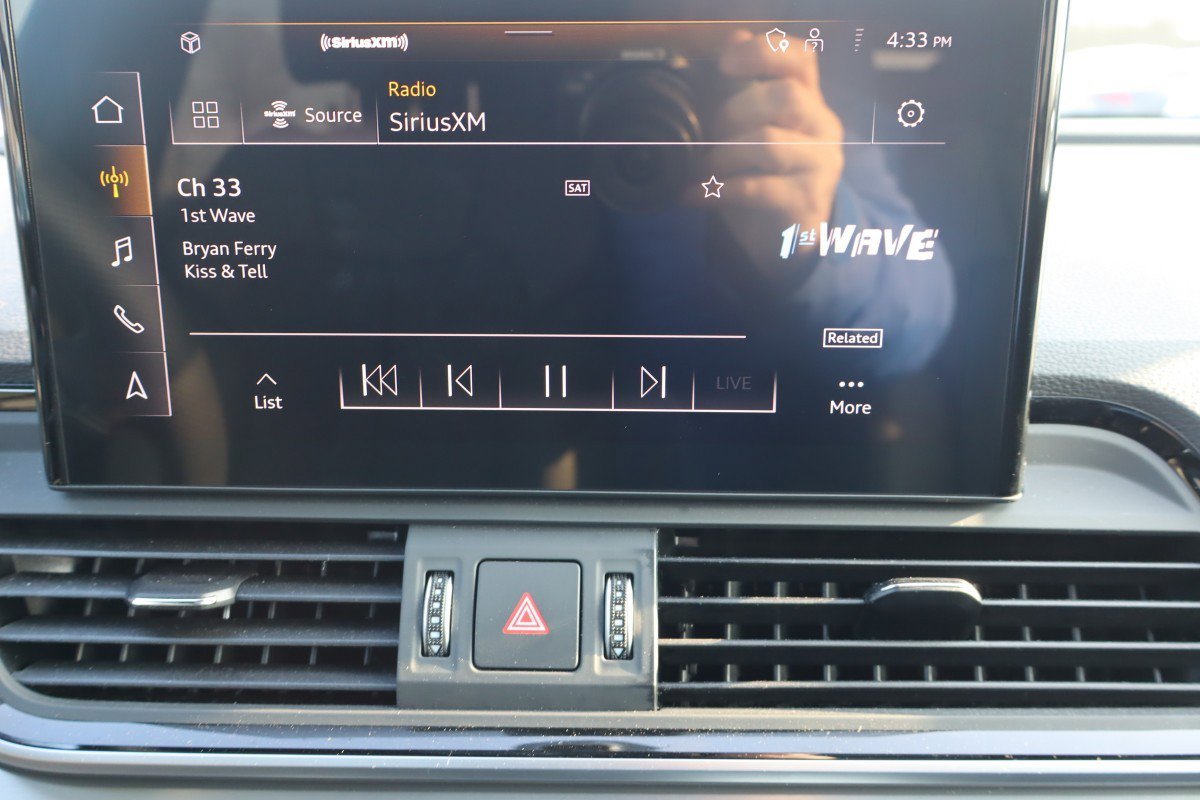 ((SiriusXM))
4:33 PM
SiriusXM
Source
Radio
SiriusXM
Ch 33
SAT
1st Wave
Bryan Ferry
Kiss & Tell
1st WAVE
Related
List
LIVE
More